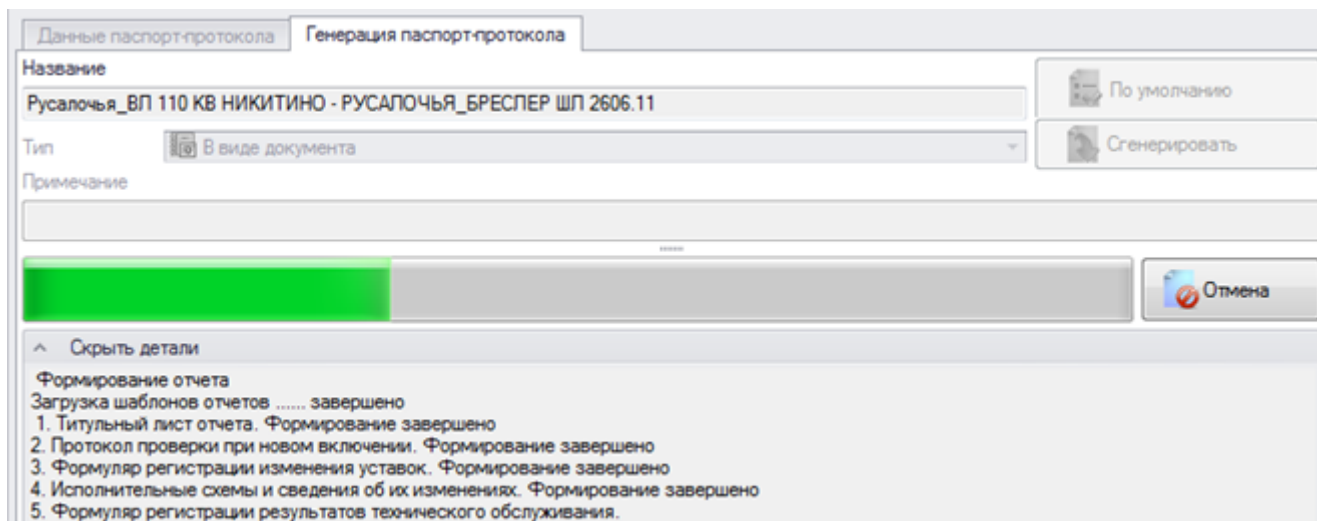 Данные паспорт-протокола
Генерация паспорт-протокола
Название
Русалочья_ВЛ 110 КВ НИКИТИНО - РУСАЛОЧЬЯ_БРЕСЛЕР ШЛ 2606.11
По умолчанию
Тип
В виде документа
Сгенерировать
Примечание
Отмена
Скрыть детали
Формирование отчета
Загрузка шаблонов отчетов ...... завершено
1. Титульный лист отчета. Формирование завершено
2. Протокол проверки при новом включении. Формирование завершено
3. Формуляр регистрации изменения уставок. Формирование завершено
4. Исполнительные схемы и сведения об их изменениях. Формирование завершено
5. Формуляр регистрации результатов технического обслуживания.